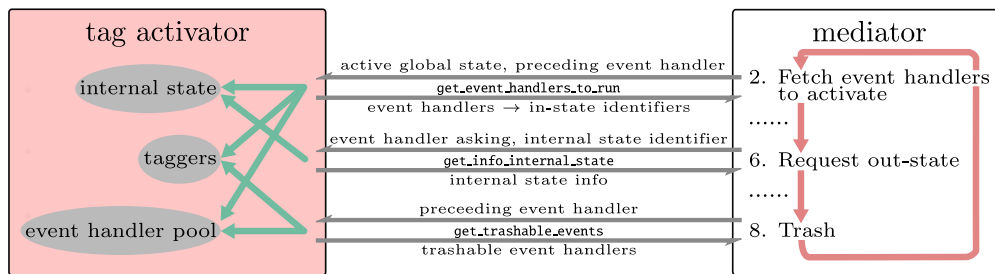 tag activator
internal state
taggers
event handler pool
active global state, preceding event handler
get_event_handlers_to_run
event handlers → in-state identifiers
event handler asking, internal state identifier
get_info_internal_state
internal state info
preceeding event handler
get_trashable_events
trashable event handlers
mediator
2. Fetch event handlers
to activate
......
6. Request out-state
......
8. Trash